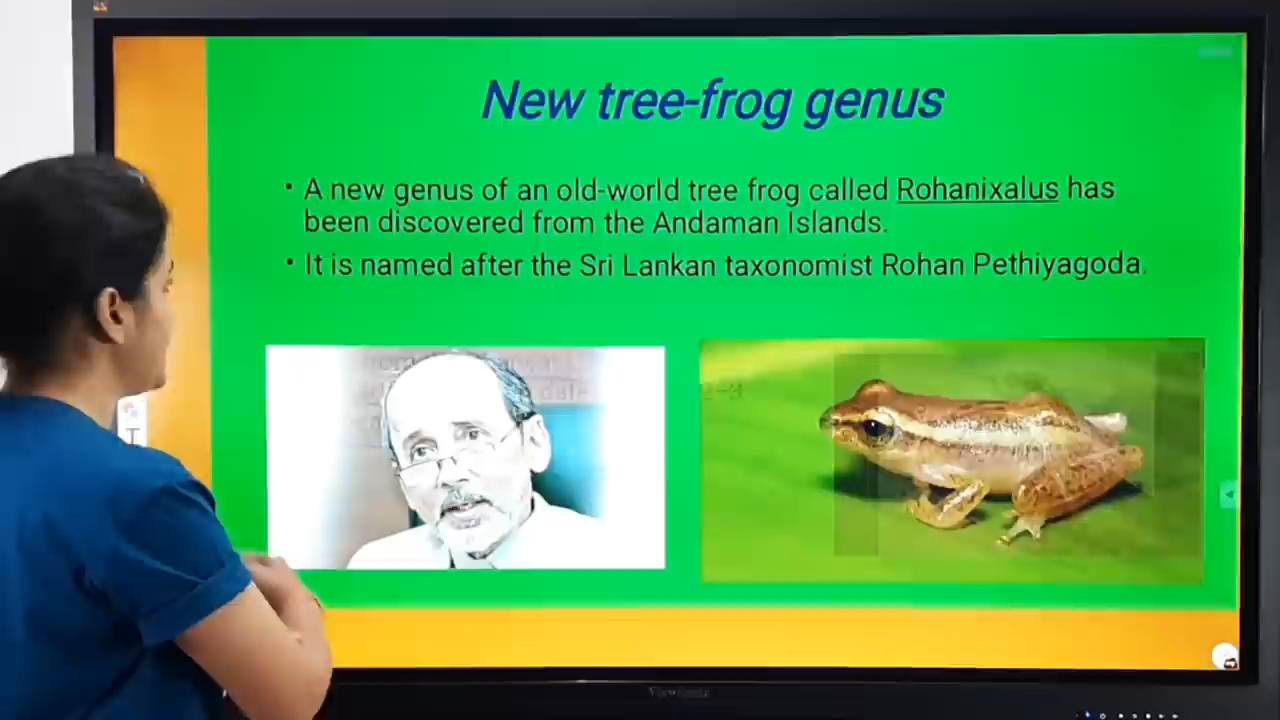 New tree-frog genus
• A new genus of an old-world tree frog called Rohanixalus has
been discovered from the Andaman Islands.
• It is named after the Sri Lankan taxonomist Rohan Pethiyagoda.
ViewSonic